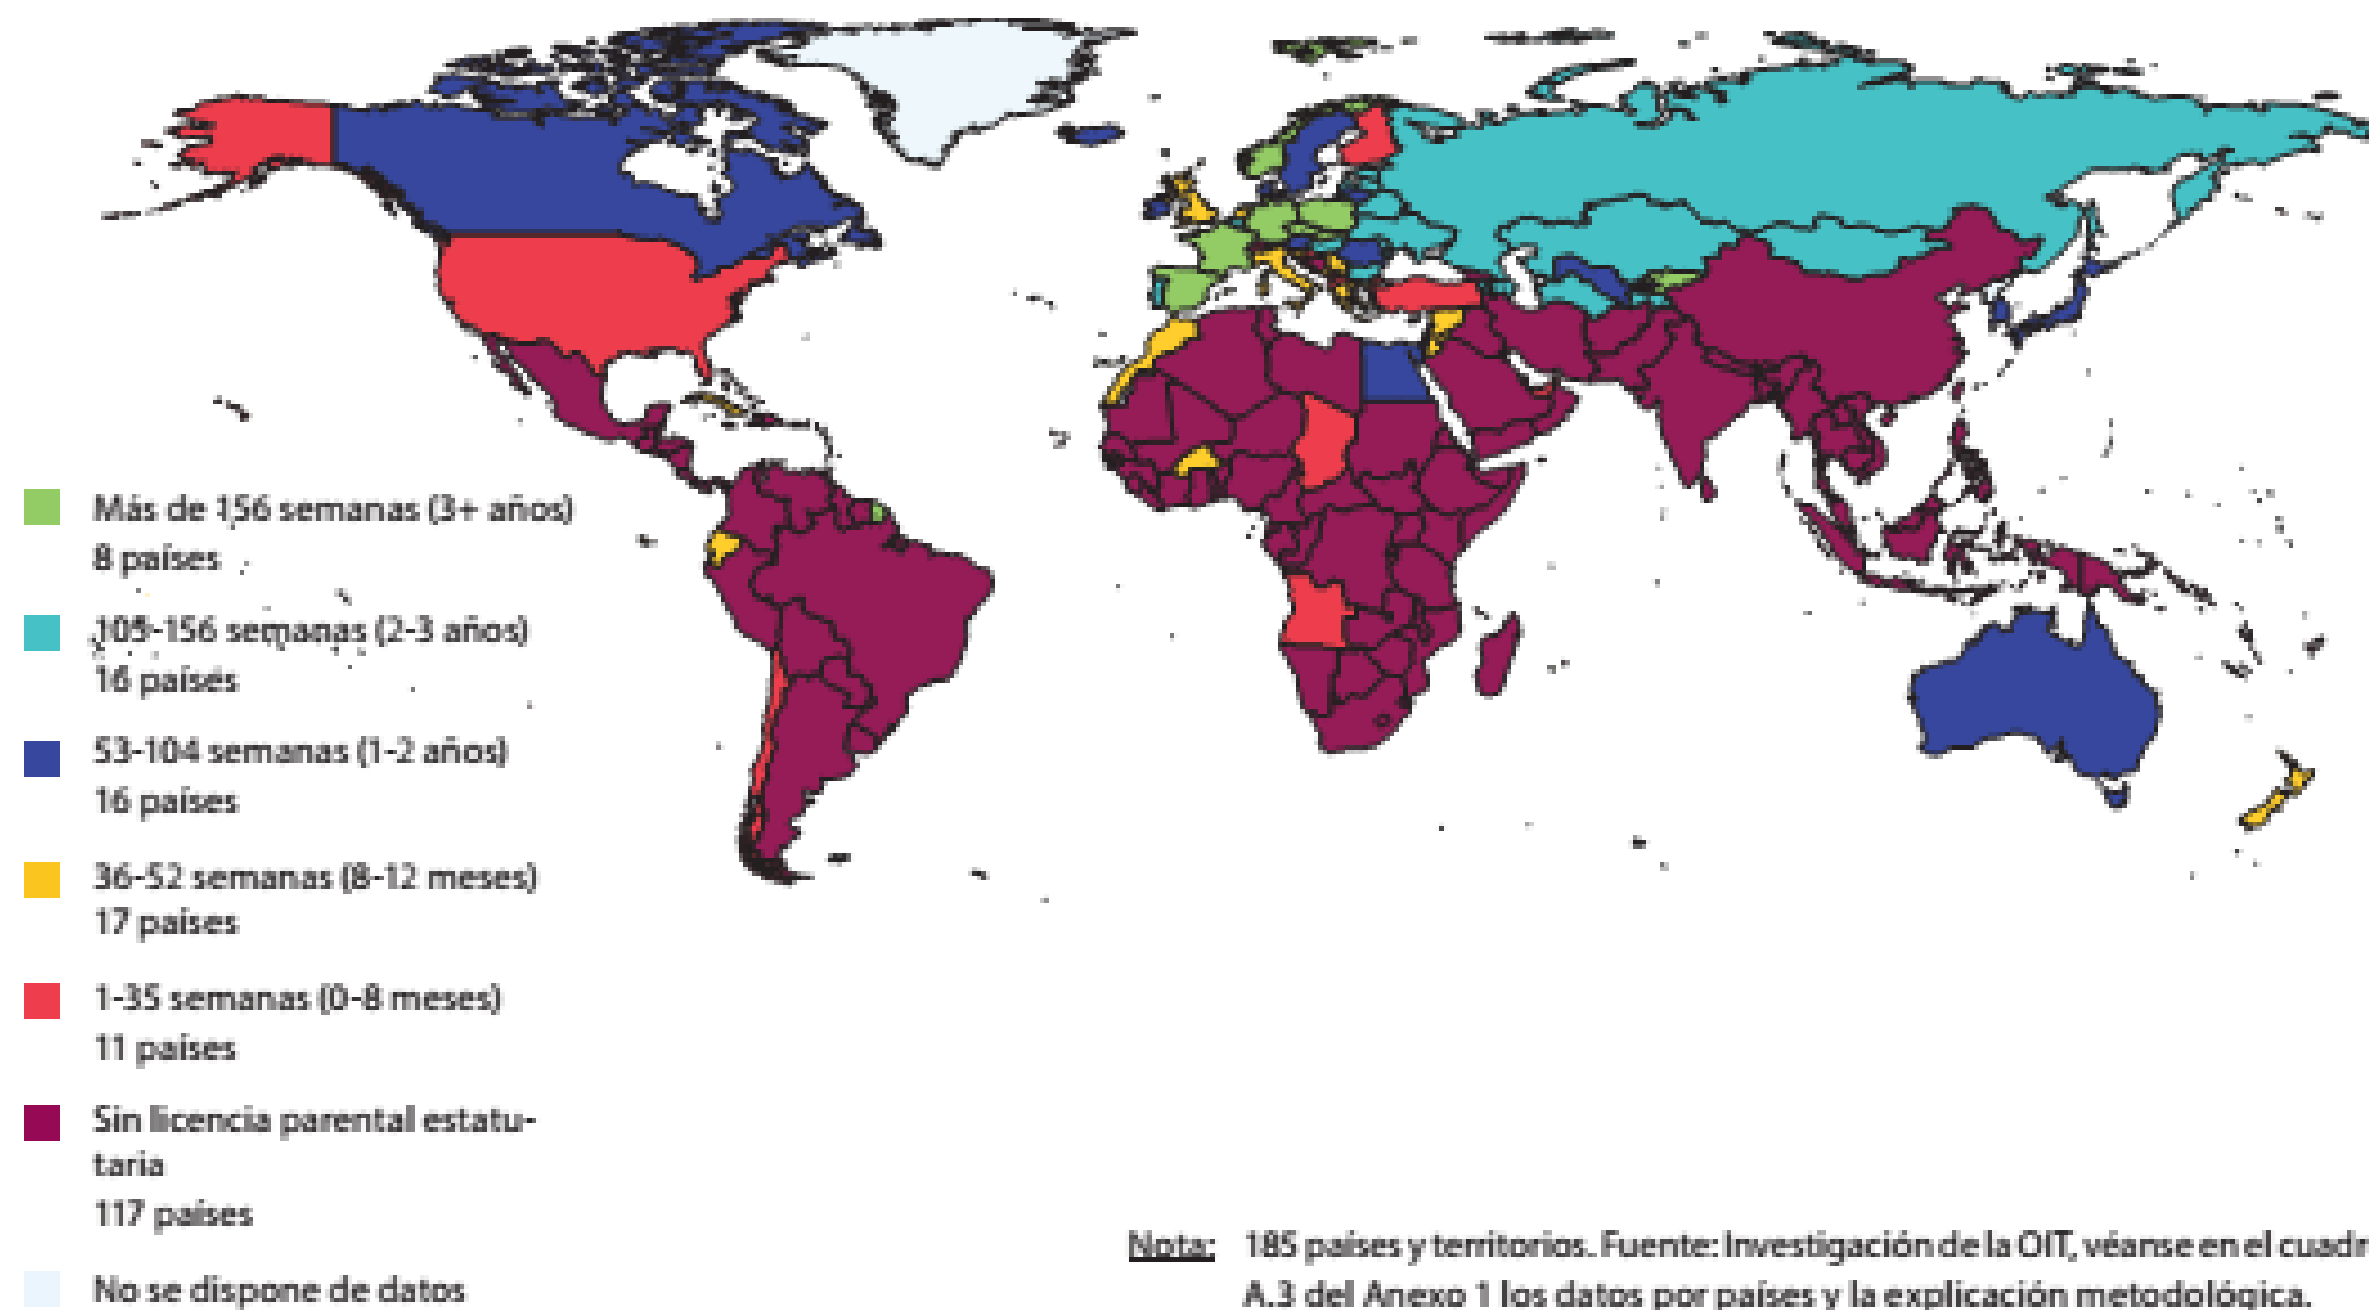 Más de 156 semanas (3+ años)
8 países
105-156 semanas (2-3 años)
16 países
53-104 semanas (1-2 años)
16 países
36-52 semanas (8-12 meses)
17 países
1-35 semanas (0-8 meses)
11 países
Sin licencia parental estatu-
taria
117 países
No se dispone de datos
Nota: 185 países y territorios. Fuente: Investigación de la OIT, véanse en el cuadr
A.3 del Anexo 1 los datos por países y la explicación metodológica.